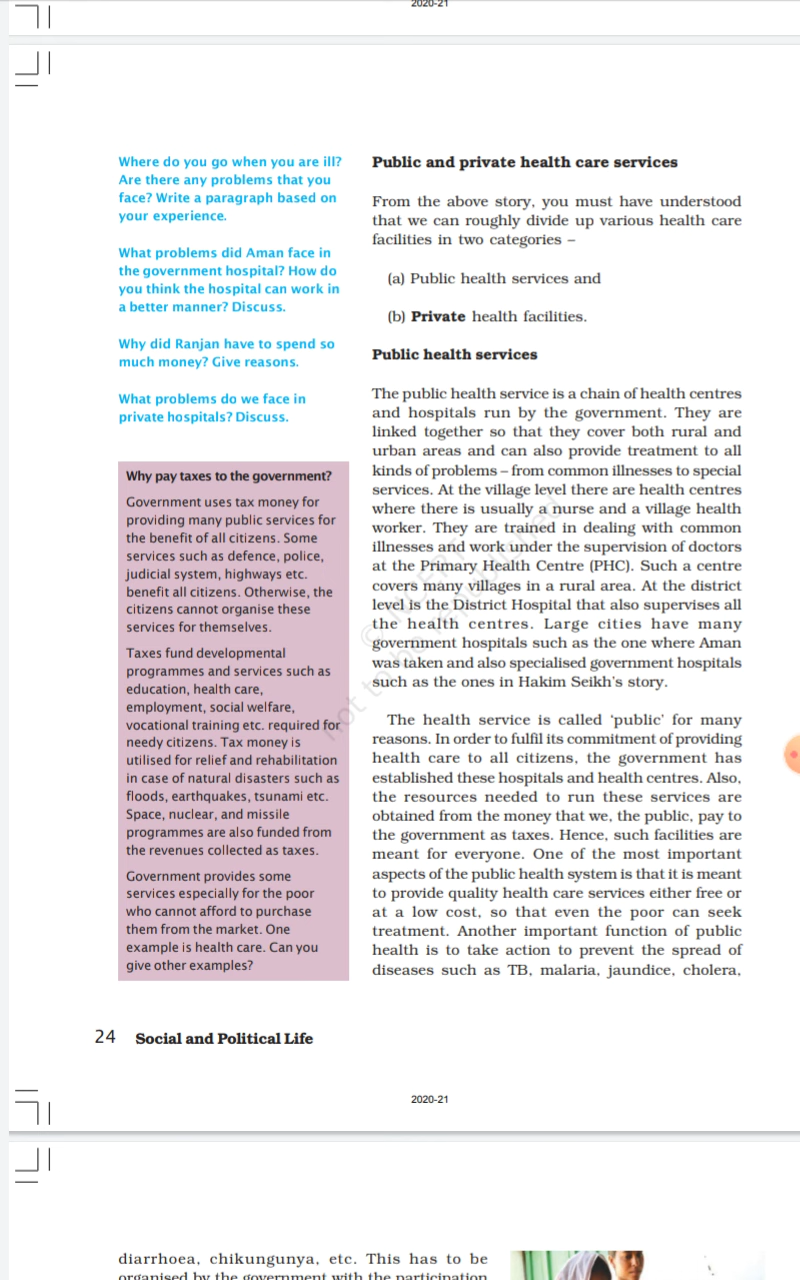 2020-21
Where do you go when you are ill?
Are there any problems that you
face? Write a paragraph based on
your experience.
What problems did Aman face in
the government hospital? How do
you think the hospital can work in
a better manner? Discuss.
Why did Ranjan have to spend so
much money? Give reasons.
What problems do we face in
private hospitals? Discuss.
Why pay taxes to the government?
Government uses tax money for
providing many public services for
the benefit of all citizens. Some
services such as defence, police,
judicial system, highways etc.
benefit all citizens. Otherwise, the
citizens cannot organise these
services for themselves.
Taxes fund developmental
programmes and services such as
education, health care,
employment, social welfare,
vocational training etc. required for
needy citizens. Tax money is
utilised for relief and rehabilitation
in case of natural disasters such as
floods, earthquakes, tsunami etc.
Space, nuclear, and missile
programmes are also funded from
the revenues collected as taxes.
Government provides some
services especially for the poor
who cannot afford to purchase
them from the market. One
example is health care. Can you
give other examples?
Public and private health care services
From the above story, you must have understood
that we can roughly divide up various health care
facilities in two categories –
(a) Public health services and
(b) Private health facilities.
Public health services
The public health service is a chain of health centres
and hospitals run by the government. They are
linked together so that they cover both rural and
urban areas and can also provide treatment to all
kinds of problems – from common illnesses to special
services. At the village level there are health centres
where there is usually a nurse and a village health
worker. They are trained in dealing with common
illnesses and work under the supervision of doctors
at the Primary Health Centre (PHC). Such a centre
covers many villages in a rural area. At the district
level is the District Hospital that also supervises all
the health centres. Large cities have many
government hospitals such as the one where Aman
was taken and also specialised government hospitals
such as the ones in Hakim Seikh's story.
The health service is called 'public' for many
reasons. In order to fulfil its commitment of providing
health care to all citizens, the government has
established these hospitals and health centres. Also,
the resources needed to run these services are
obtained from the money that we, the public, pay to
the government as taxes. Hence, such facilities are
meant for everyone. One of the most important
aspects of the public health system is that it is meant
to provide quality health care services either free or
at a low cost, so that even the poor can seek
treatment. Another important function of public
health is to take action to prevent the spread of
diseases such as TB, malaria, jaundice, cholera,
© NCERT
not to be republished
24 Social and Political Life
2020-21
diarrhoea, chikungunya, etc. This has to be
organised by the government with the participation